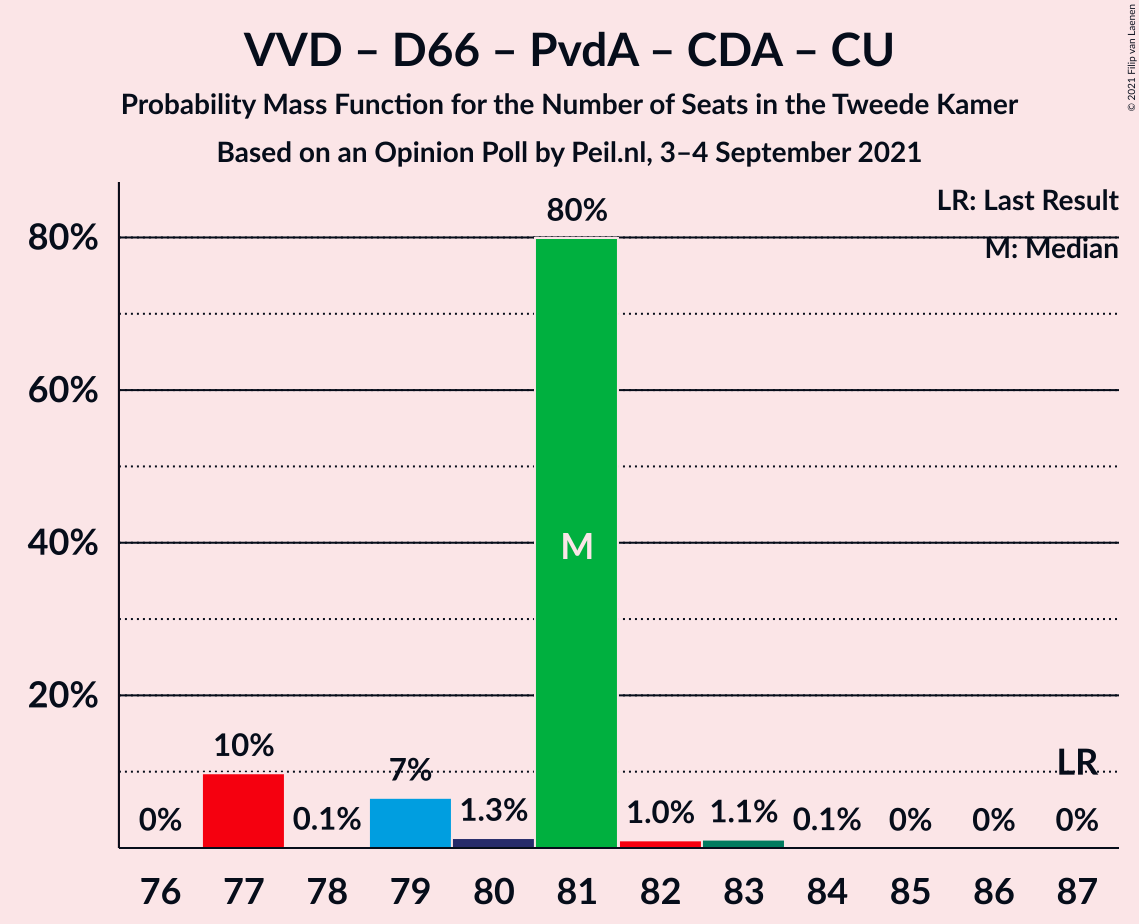 VVD – D66 – PvdA – CDA – CU
Probability Mass Function for the Number of Seats in the Tweede Kamer
Based on an Opinion Poll by Peil.nl, 3–4 September 2021
© 2021 Filip van Laenen
LR: Last Result
M: Median
80%
60%
40%
20%
0%
10%
0.1%
7%
1.3%
80%
M
1.0%
1.1%
0.1%
0%
0%
LR
0%
76 77 78 79 80 81 82 83 84 85 86 87